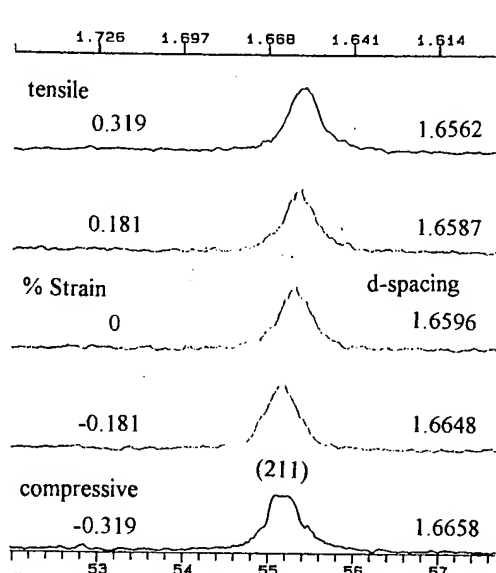 1.726 1.697 1.668 1.641 1.614
tensile
0.319 1.6562
0.181 1.6587
% Strain d-spacing
0 1.6596
-0.181 1.6648
(211)
compressive
-0.319 1.6658
53 54 55 56 57